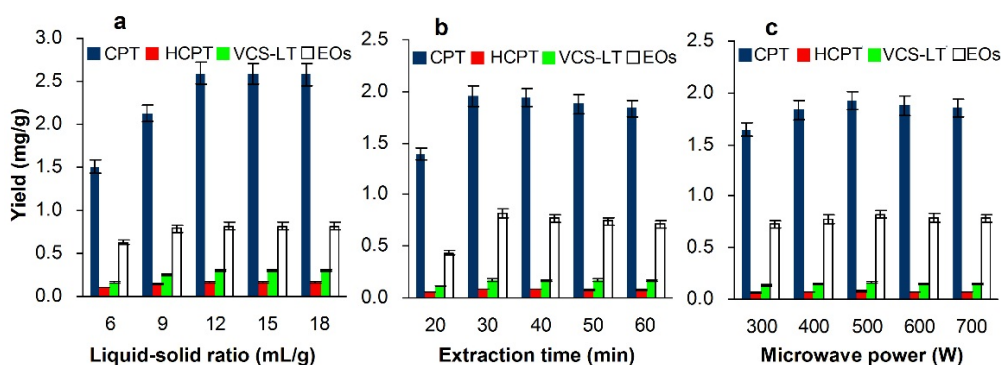 a
3.0
CPT HCPT VCS-LT EOs
2.5
2.0
1.5
1.0
0.5
0.0
Yield (mg/g)
6 9 12 15 18
Liquid-solid ratio (mL/g)
b
2.5
CPT HCPT VCS-LT EOs
2.0
1.5
1.0
0.5
0.0
20 30 40 50 60
Extraction time (min)
c
2.5
CPT HCPT VCS-LT EOs
2.0
1.5
1.0
0.5
0.0
300 400 500 600 700
Microwave power (W)